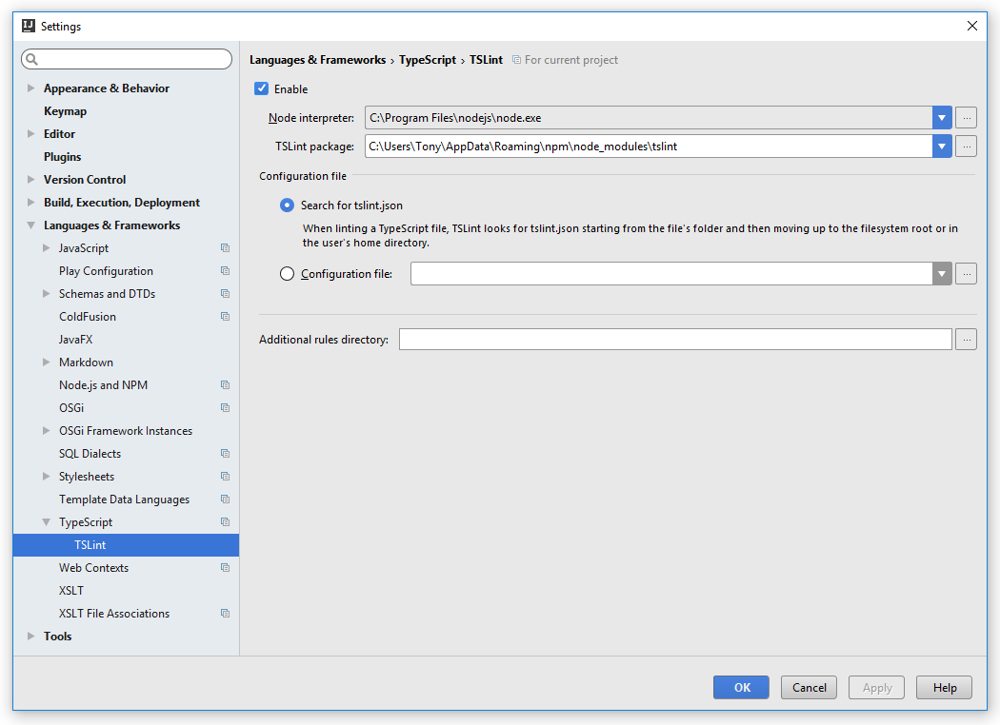 Settings
Languages & Frameworks › TypeScript › TSLint For current project
Appearance & Behavior
Keymap
Editor
Plugins
Version Control
Build, Execution, Deployment
Languages & Frameworks
JavaScript
Play Configuration
Schemas and DTDs
ColdFusion
JavaFX
Markdown
Node.js and NPM
OSGi
OSGi Framework Instances
SQL Dialects
Stylesheets
Template Data Languages
TypeScript
TSLint
Web Contexts
XSLT
XSLT File Associations
Tools
Enable
Node interpreter: C:\Program Files\nodejs\node.exe ...
TSLint package: C:\Users\Tony\AppData\Roaming\npm\node_modules\tslint ...
Configuration file
Search for tslint.json
When linting a TypeScript file, TSLint looks for tslint.json starting from the file's folder and then moving up to the filesystem root or in
the user's home directory.
Configuration file: ...
Additional rules directory: ...
OK Cancel Apply Help